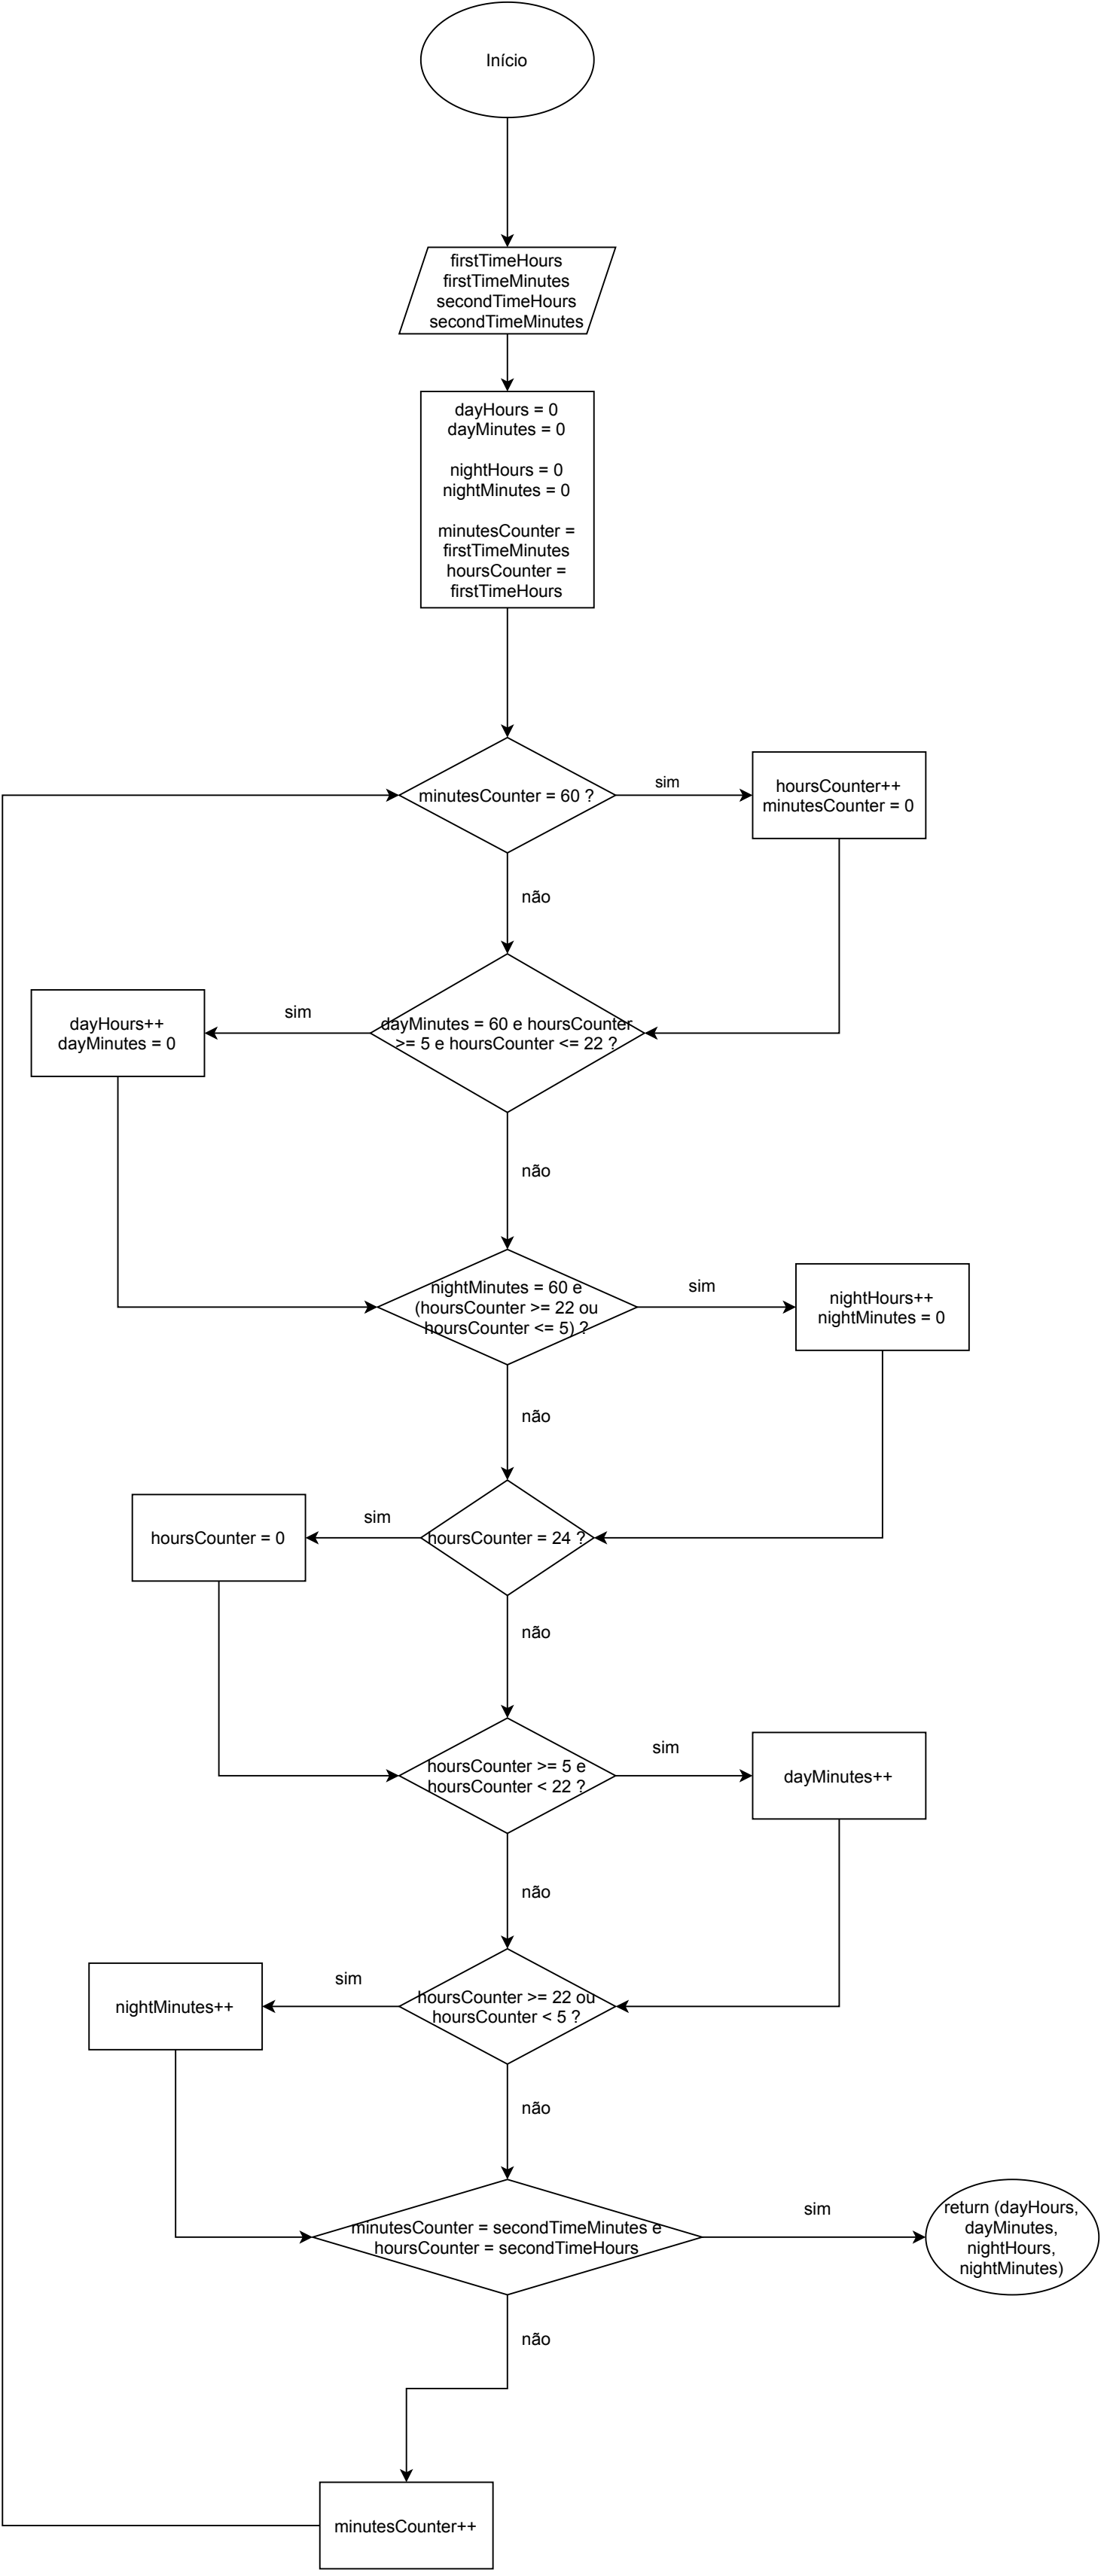 Início
firstTimeHours
firstTimeMinutes
secondTimeHours
secondTimeMinutes
dayHours = 0
dayMinutes = 0
nightHours = 0
nightMinutes = 0
minutesCounter =
firstTimeMinutes
hoursCounter =
firstTimeHours
minutesCounter = 60 ?
sim
hoursCounter++
minutesCounter = 0
não
dayMinutes = 60 e hoursCounter
>= 5 e hoursCounter <= 22 ?
sim
dayHours++
dayMinutes = 0
não
nightMinutes = 60 e
(hoursCounter >= 22 ou
hoursCounter <= 5) ?
sim
nightHours++
nightMinutes = 0
não
hoursCounter = 24 ?
sim
hoursCounter = 0
não
hoursCounter >= 5 e
hoursCounter < 22 ?
sim
dayMinutes++
não
hoursCounter >= 22 ou
hoursCounter < 5 ?
sim
nightMinutes++
não
minutesCounter = secondTimeMinutes e
hoursCounter = secondTimeHours
sim
return (dayHours,
dayMinutes,
nightHours,
nightMinutes)
não
minutesCounter++